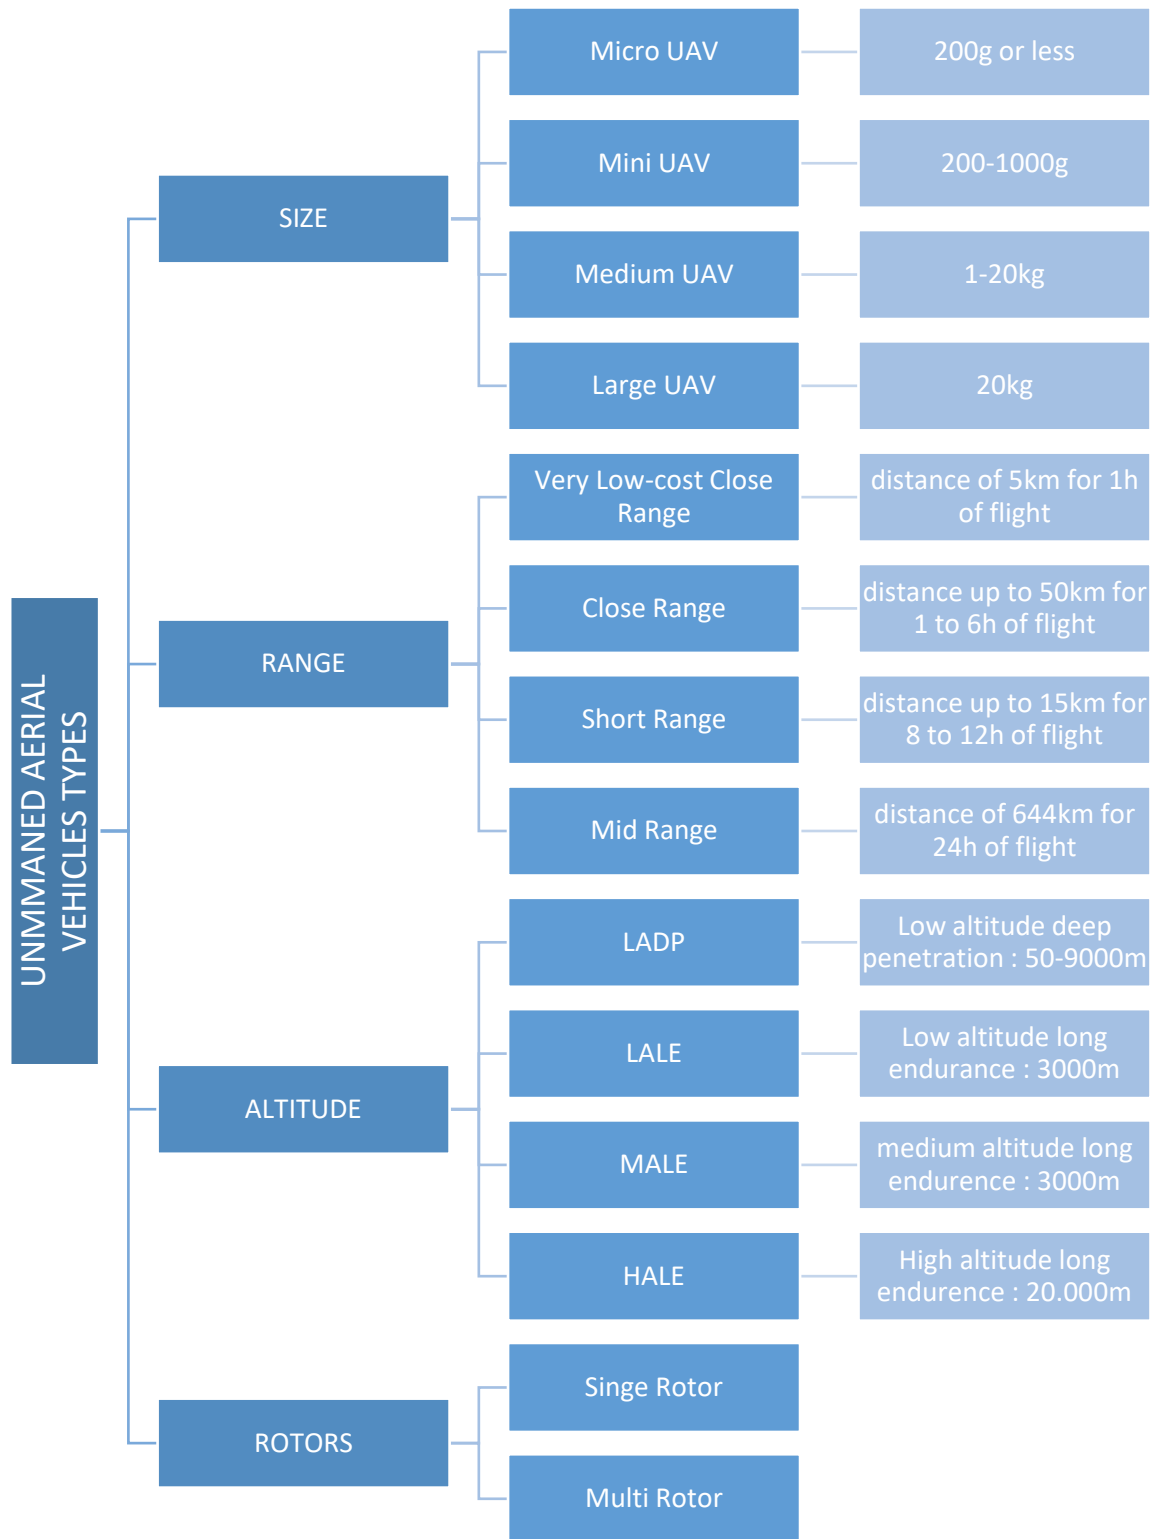 UNMMANED AERIAL
VEHICLES TYPES
SIZE
Micro UAV
200g or less
Mini UAV
200-1000g
Medium UAV
1-20kg
Large UAV
20kg
RANGE
Very Low-cost Close
Range
distance of 5km for 1h
of flight
Close Range
distance up to 50km for
1 to 6h of flight
Short Range
distance up to 15km for
8 to 12h of flight
Mid Range
distance of 644km for
24h of flight
ALTITUDE
LADP
Low altitude deep
penetration : 50-9000m
LALE
Low altitude long
endurance : 3000m
MALE
medium altitude long
endurence : 3000m
HALE
High altitude long
endurence : 20.000m
ROTORS
Singe Rotor
Multi Rotor